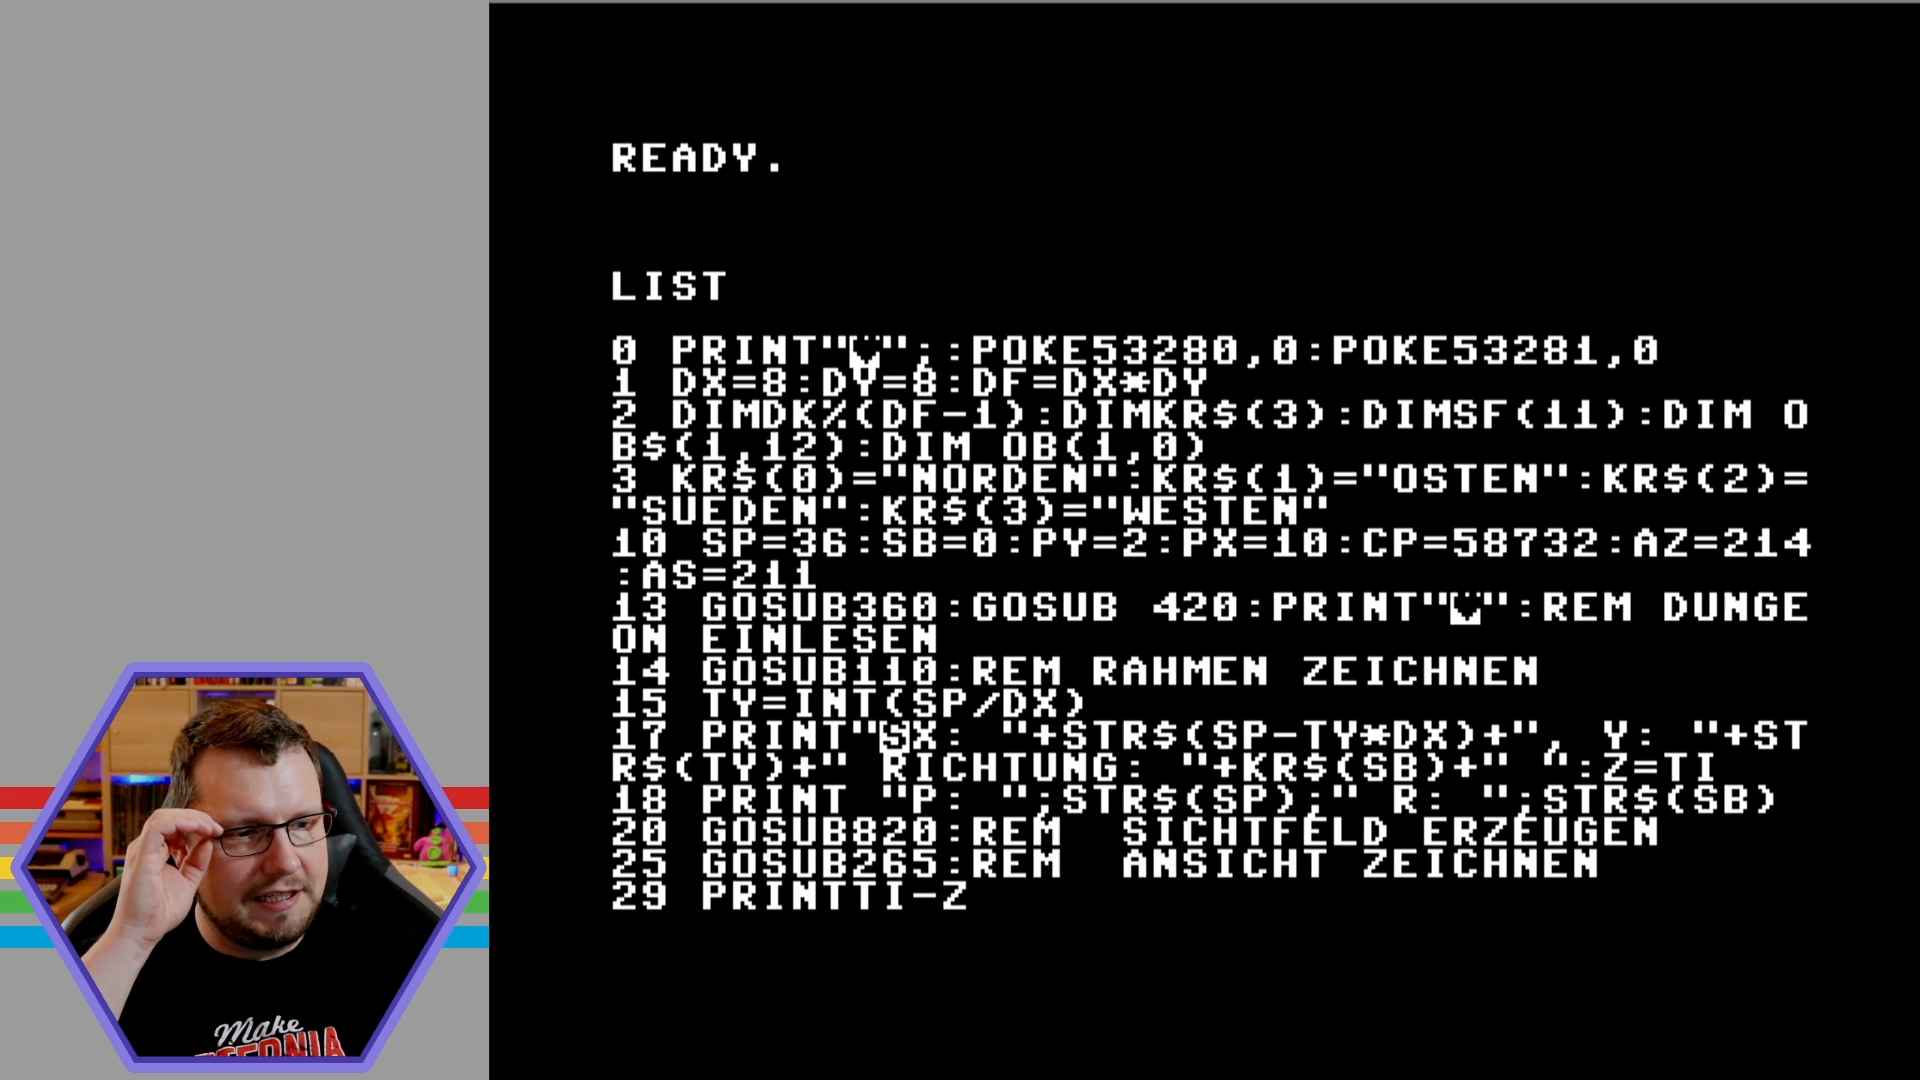 READY.
LIST
0 PRINT"♥";:POKE53280,0:POKE53281,0
1 DX=8:DY=8:DF=DX*DY
2 DIMDK%(DF-1):DIMKR$(3):DIMSF(11):DIM O
B$(1,12):DIM OB(1,0)
3 KR$(0)="NORDEN":KR$(1)="OSTEN":KR$(2)=
"SUEDEN":KR$(3)="WESTEN"
10 SP=36:SB=0:PY=2:PX=10:CP=58732:AZ=214
:AS=211
13 GOSUB360:GOSUB 420:PRINT"♥":REM DUNGE
ON EINLESEN
14 GOSUB110:REM RAHMEN ZEICHNEN
15 TY=INT(SP/DX)
17 PRINT"SX: "+STR$(SP-TY*DX)+", Y: "+ST
R$(TY)+" RICHTUNG: "+KR$(SB)+" ":Z=TI
18 PRINT "P: ";STR$(SP);" R: ";STR$(SB)
20 GOSUB820:REM  SICHTFELD ERZEUGEN
25 GOSUB265:REM  ANSICHT ZEICHNEN
29 PRINTTI-Z
Make